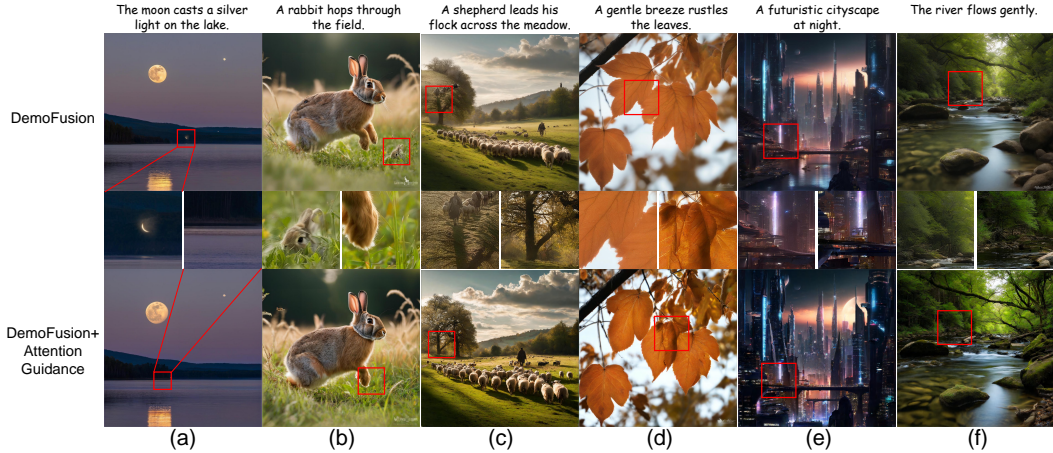 The moon casts a silver
light on the lake.
A rabbit hops through
the field.
A shepherd leads his
flock across the meadow.
A gentle breeze rustles
the leaves.
A futuristic cityscape
at night.
The river flows gently.
DemoFusion
DemoFusion+
Attention
Guidance
(a)
(b)
(c)
(d)
(e)
(f)